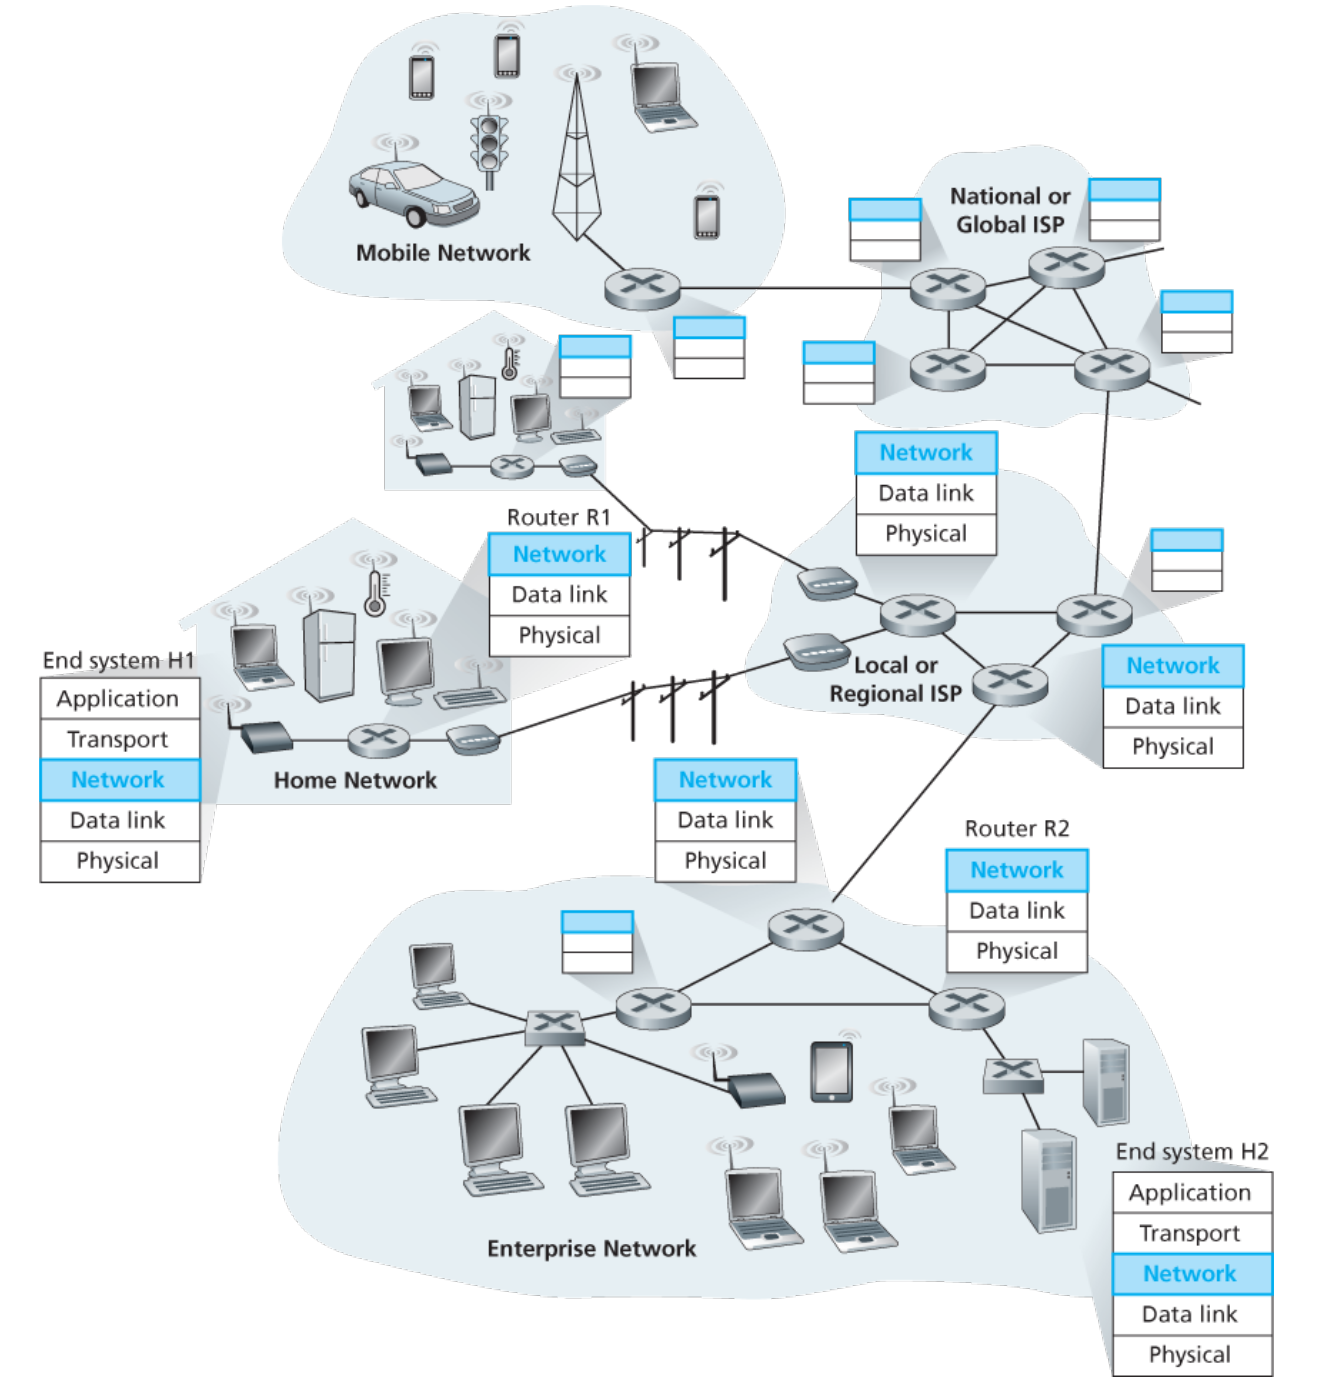 National or
Global ISP
Mobile Network
Network
Data link
Physical
Router R1
Network
Data link
Physical
End system H1
Application
Transport
Network
Data link
Physical
Home Network
Local or
Regional ISP
Network
Data link
Physical
Network
Data link
Physical
Router R2
Network
Data link
Physical
End system H2
Application
Transport
Network
Data link
Physical
Enterprise Network